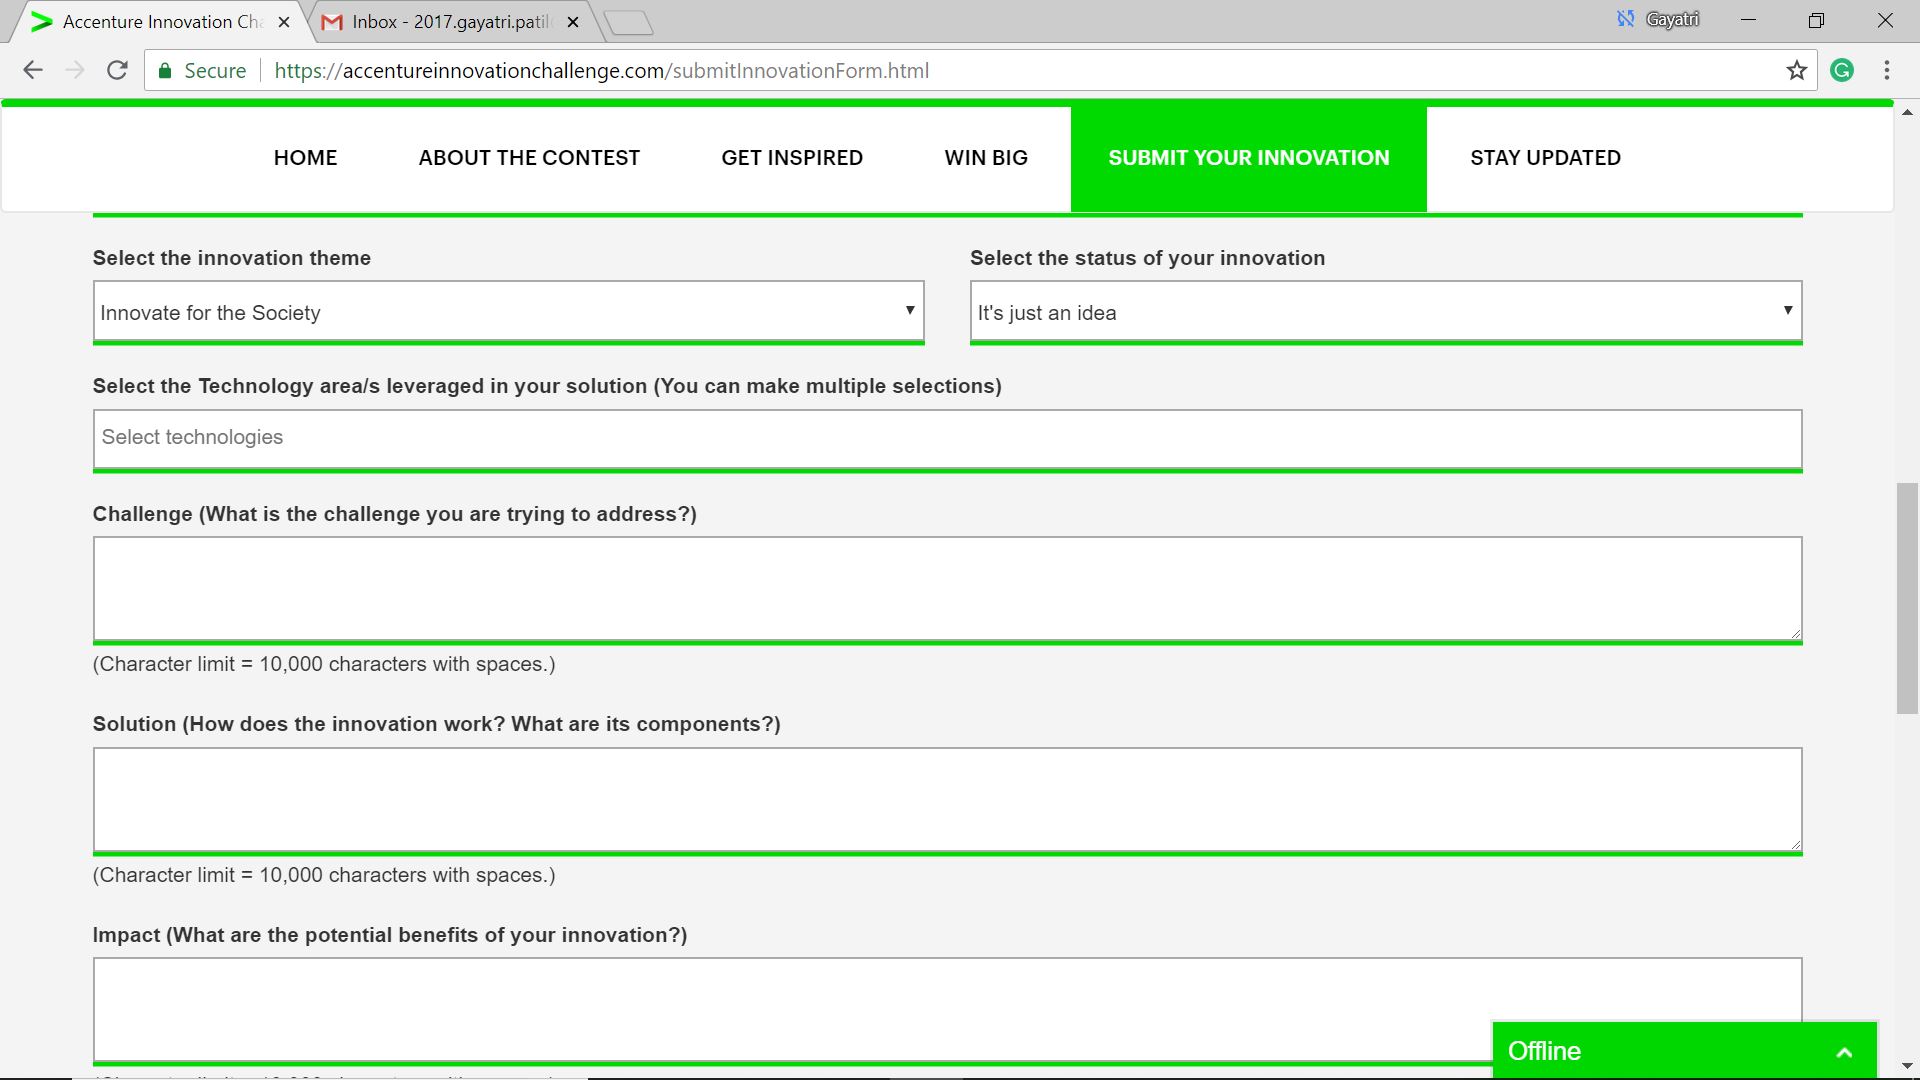 Accenture Innovation Cha
Inbox - 2017.gayatri.patil
Gayatri
Secure
https://accentureinnovationchallenge.com/submitInnovationForm.html
HOME
ABOUT THE CONTEST
GET INSPIRED
WIN BIG
SUBMIT YOUR INNOVATION
STAY UPDATED
Select the innovation theme
Select the status of your innovation
Innovate for the Society
It's just an idea
Select the Technology area/s leveraged in your solution (You can make multiple selections)
Select technologies
Challenge (What is the challenge you are trying to address?)
(Character limit = 10,000 characters with spaces.)
Solution (How does the innovation work? What are its components?)
(Character limit = 10,000 characters with spaces.)
Impact (What are the potential benefits of your innovation?)
Offline